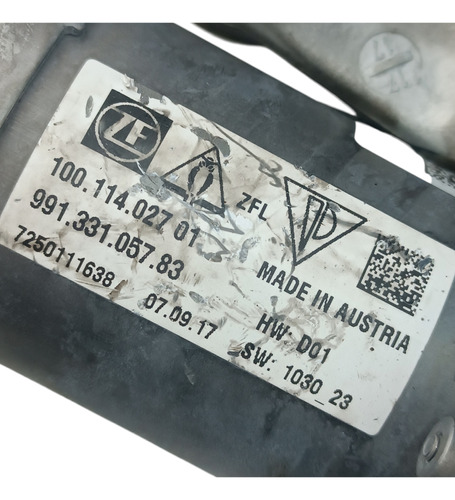 ZF
ZFL
100.114.027 01
991.331.057.83
7250111638
MADE IN AUSTRIA
07.09.17
HW: D01
SW: 1030_23